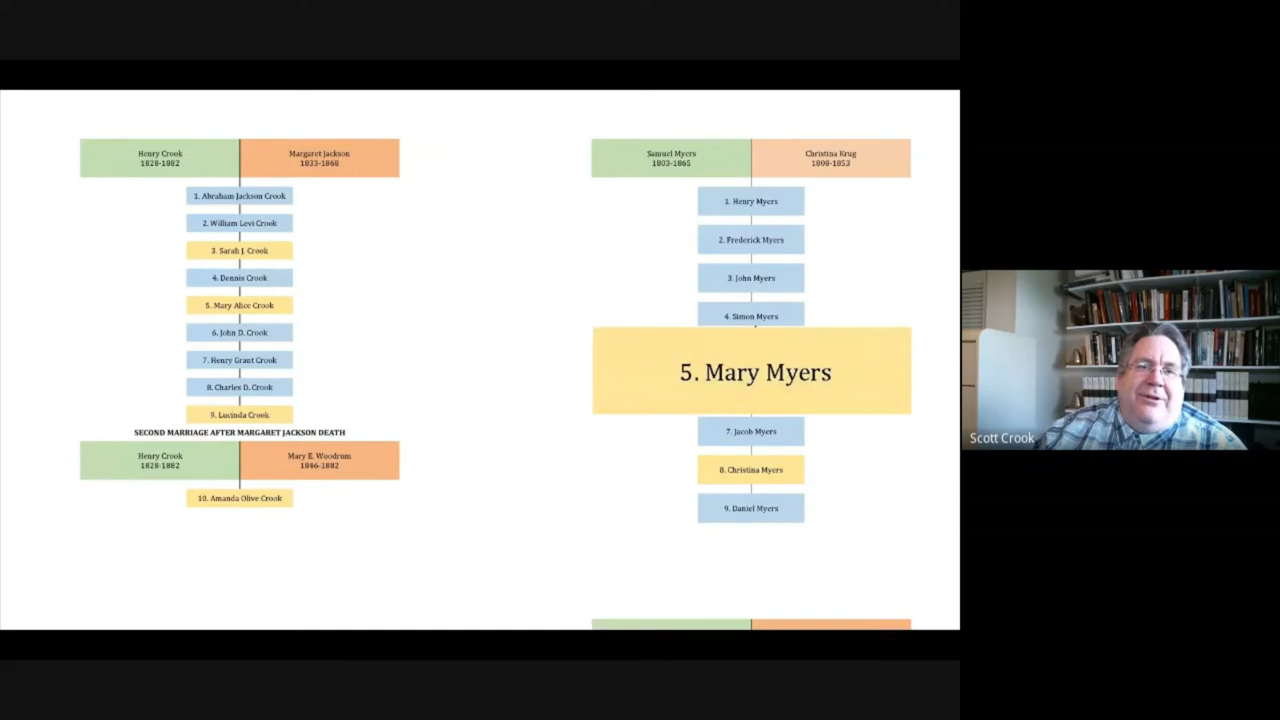 Henry Crook
1828-1882
Margaret Jackson
1833-1868
1. Abraham Jackson Crook
2. William Levi Crook
3. Sarah J. Crook
4. Dennis Crook
5. Mary Alice Crook
6. John D. Crook
7. Henry Grant Crook
8. Charles D. Crook
9. Lucinda Crook
SECOND MARRIAGE AFTER MARGARET JACKSON DEATH
Henry Crook
1828-1882
Mary E. Woodrum
1846-1882
10. Amanda Olive Crook
Samuel Myers
1803-1865
Christina Krug
1808-1853
1. Henry Myers
2. Frederick Myers
3. John Myers
4. Simon Myers
5. Mary Myers
7. Jacob Myers
8. Christina Myers
9. Daniel Myers
Scott Crook